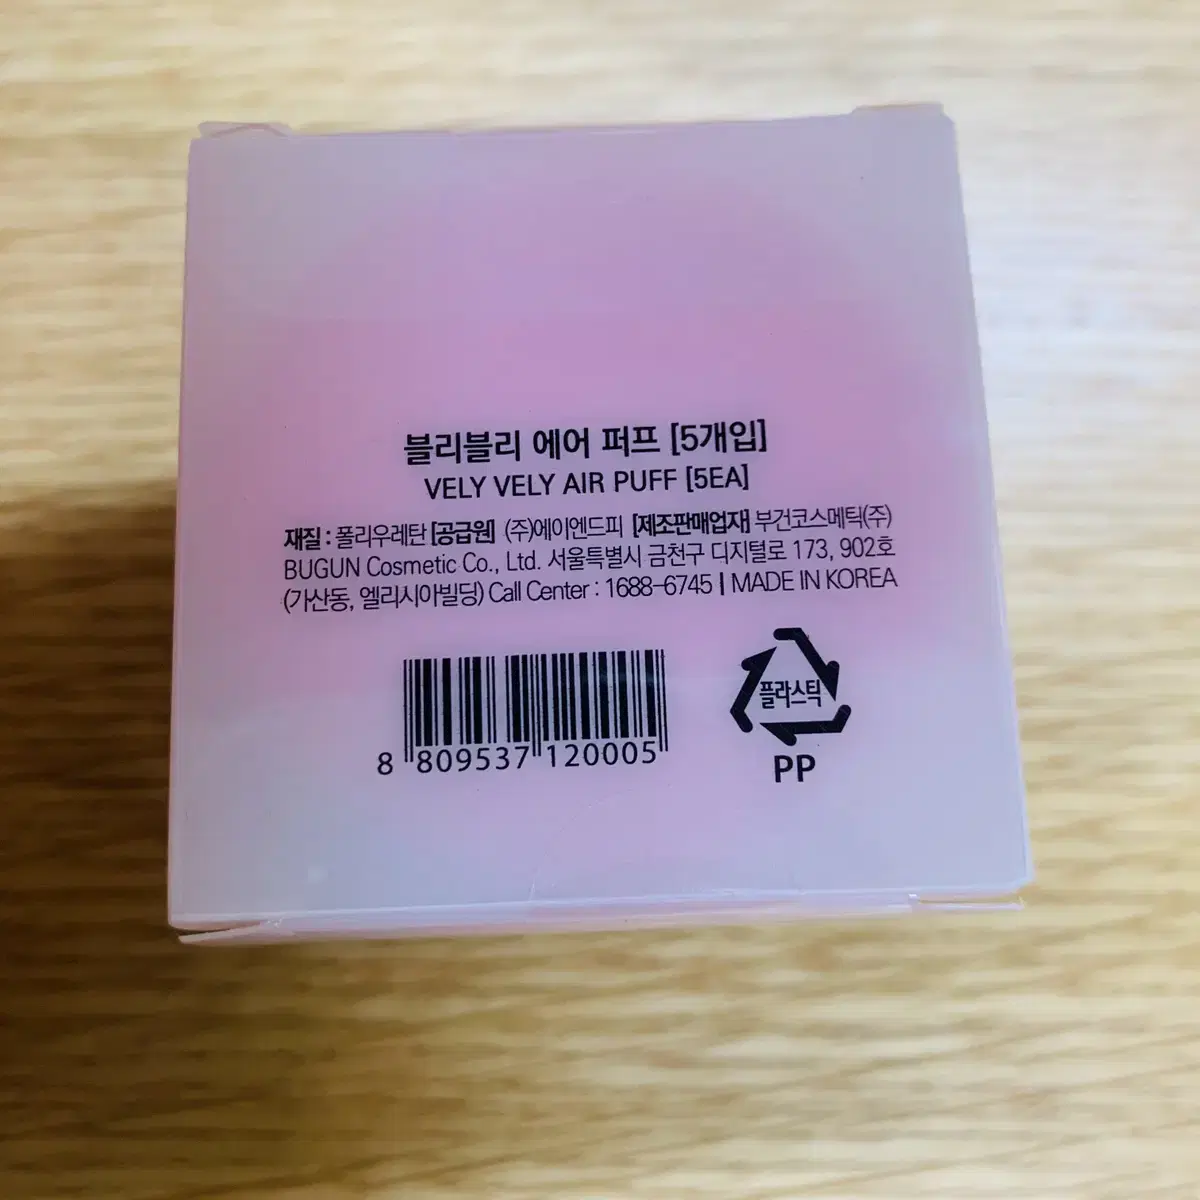 블리블리 에어 퍼프 [5개입]
VELY VELY AIR PUFF [5EA]
재질 : 폴리우레탄 [공급원] (주)에이엔드피 [제조판매업자] 부건코스메틱(주)
BUGUN Cosmetic Co., Ltd. 서울특별시 금천구 디지털로 173, 902호
(가산동, 엘리시아빌딩) Call Center : 1688-6745 | MADE IN KOREA
플라스틱
PP
8 809537 120005